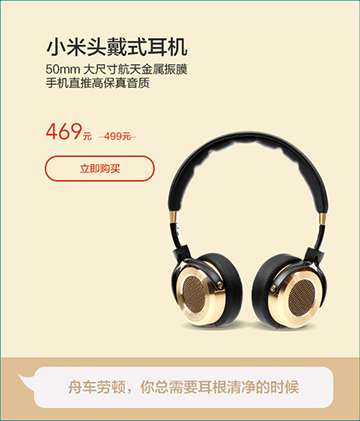 小米头戴式耳机
50mm 大尺寸航天金属振膜
手机直推高保真音质
469元 499元
立即购买
舟车劳顿，你总需要耳根清净的时候